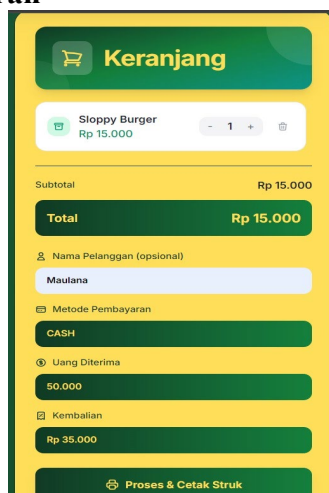 Keranjang
Sloppy Burger
Rp 15.000
- 1 +
Subtotal Rp 15.000
Total Rp 15.000
Nama Pelanggan (opsional)
Maulana
Metode Pembayaran
CASH
Uang Diterima
50.000
Kembalian
Rp 35.000
Proses & Cetak Struk